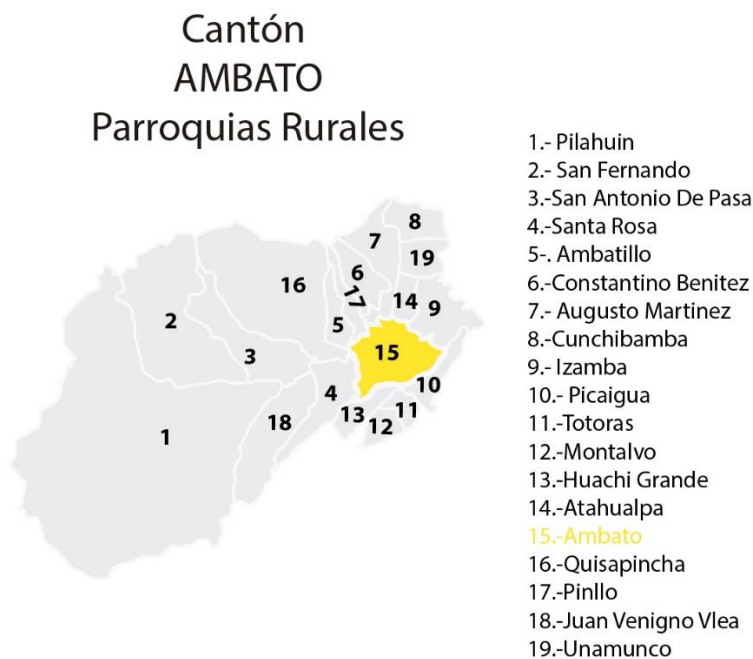 Cantón
AMBATO
Parroquias Rurales
1.- Pilahuin
2.- San Fernando
3.-San Antonio De Pasa
4.-Santa Rosa
5-. Ambatillo
6.-Constantino Benitez
7.- Augusto Martinez
8.-Cunchibamba
9.- Izamba
10.- Picaigua
11.-Totoras
12.-Montalvo
13.-Huachi Grande
14.-Atahualpa
15.-Ambato
16.-Quisapincha
17.-Pinllo
18.-Juan Venigno Vlea
19.-Unamunco
8
7
19
16
6
17
14
9
2
5
15
3
10
4
11
13
18
12
1